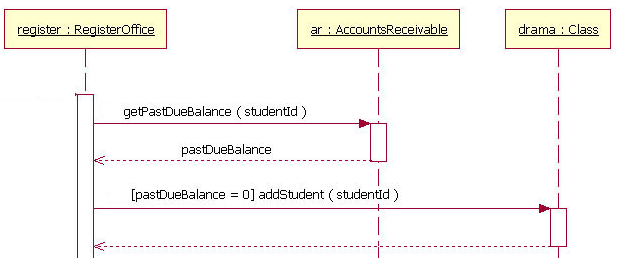 register : RegisterOffice
ar : AccountsReceivable
drama : Class
getPastDueBalance ( studentId )
pastDueBalance
[pastDueBalance = 0] addStudent ( studentId )